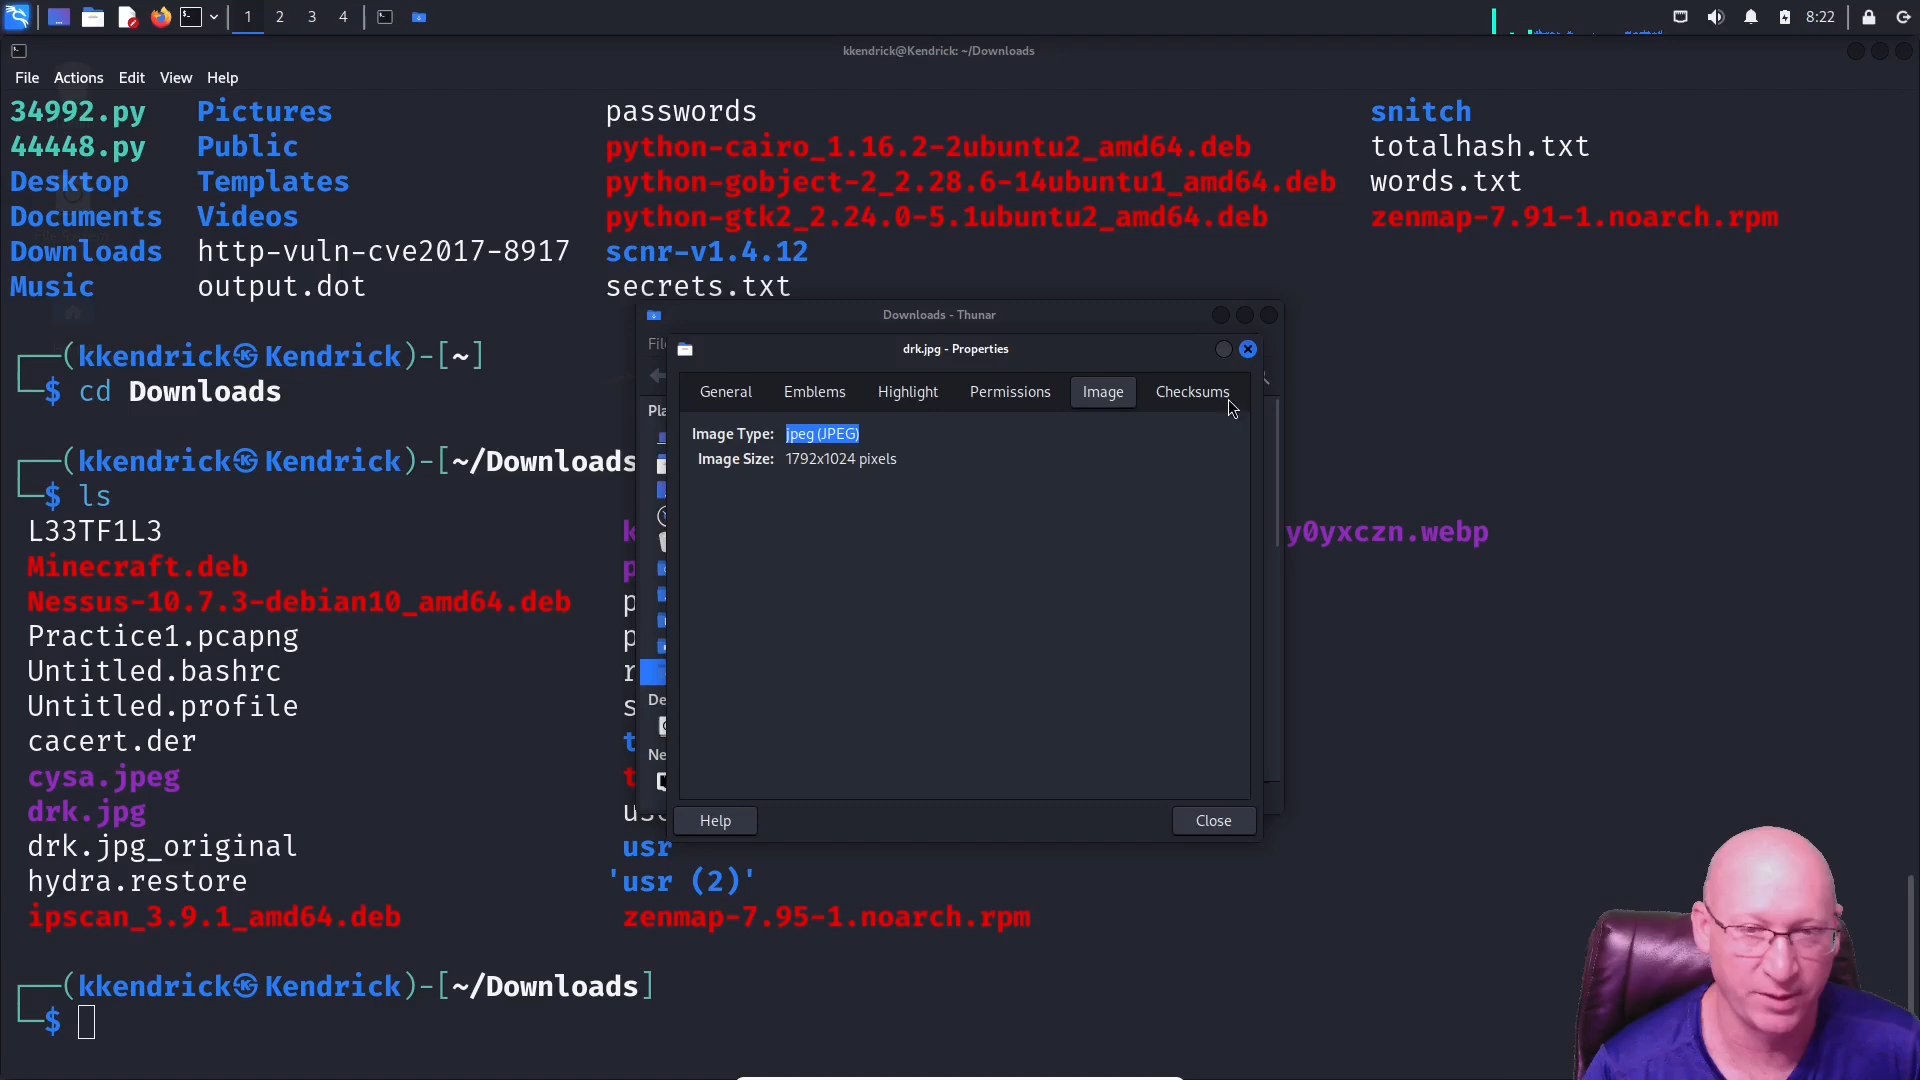 1 2 3 4
8:22
kkendrick@Kendrick: ~/Downloads
File Actions Edit View Help
34992.py Pictures passwords snitch
44448.py Public python-cairo_1.16.2-2ubuntu2_amd64.deb totalhash.txt
Desktop Templates python-gobject-2_2.28.6-14ubuntu1_amd64.deb words.txt
Documents Videos python-gtk2_2.24.0-5.1ubuntu2_amd64.deb zenmap-7.91-1.noarch.rpm
Downloads http-vuln-cve2017-8917 scnr-v1.4.12
Music output.dot secrets.txt
(kkendrick㉿Kendrick)-[~]
$ cd Downloads
(kkendrick㉿Kendrick)-[~/Downloads
$ ls
L33TF1L3 k y0yxczn.webp
Minecraft.deb p
Nessus-10.7.3-debian10_amd64.deb p
Practice1.pcapng p
Untitled.bashrc r
Untitled.profile s
cacert.der t
cysa.jpeg t
drk.jpg us
drk.jpg_original usr
hydra.restore 'usr (2)'
ipscan_3.9.1_amd64.deb zenmap-7.95-1.noarch.rpm
(kkendrick㉿Kendrick)-[~/Downloads]
$
Downloads - Thunar
File
Pla
De
Ne
drk.jpg - Properties
General Emblems Highlight Permissions Image Checksums
Image Type: jpeg (JPEG)
Image Size: 1792x1024 pixels
Help Close